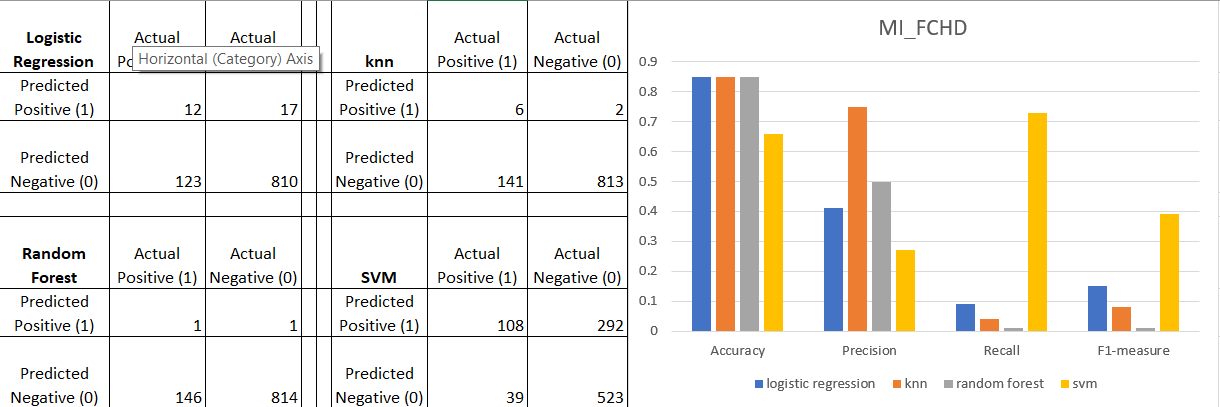 Logistic Regression
Actual Positive (1)
Actual
Horizontal (Category) Axis
Predicted Positive (1)
12
17
Predicted Negative (0)
123
810
knn
Actual Positive (1)
Actual Negative (0)
Predicted Positive (1)
6
2
Predicted Negative (0)
141
813
Random Forest
Actual Positive (1)
Actual Negative (0)
Predicted Positive (1)
1
1
Predicted Negative (0)
146
814
SVM
Actual Positive (1)
Actual Negative (0)
Predicted Positive (1)
108
292
Predicted Negative (0)
39
523
MI_FCHD
0.9
0.8
0.7
0.6
0.5
0.4
0.3
0.2
0.1
0
Accuracy
Precision
Recall
F1-measure
logistic regression
knn
random forest
svm